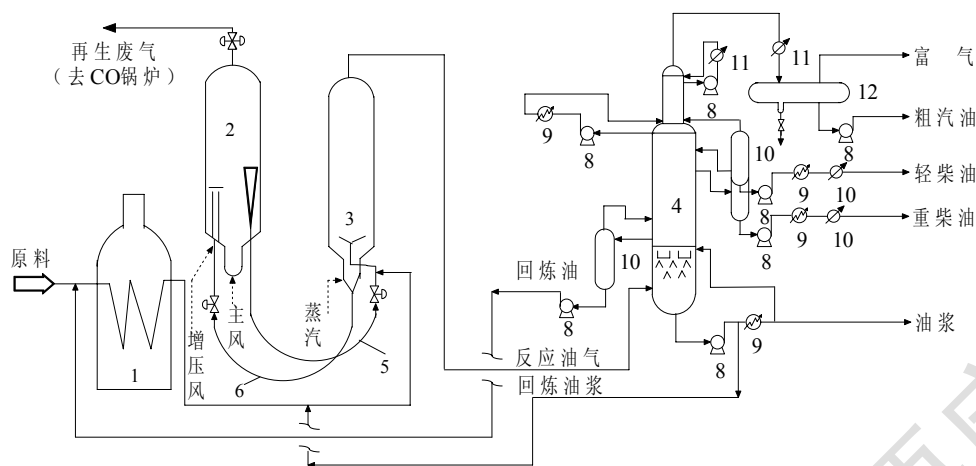 再生废气
（去CO锅炉）
2
3
1
原料
增压风
主风
蒸汽
5
6
反应油气
回炼油浆
回炼油
8
10
4
9
8
11
8
11
12
富 气
8
粗汽油
10
8
9
10
轻柴油
8
9
10
重柴油
8
9
油浆